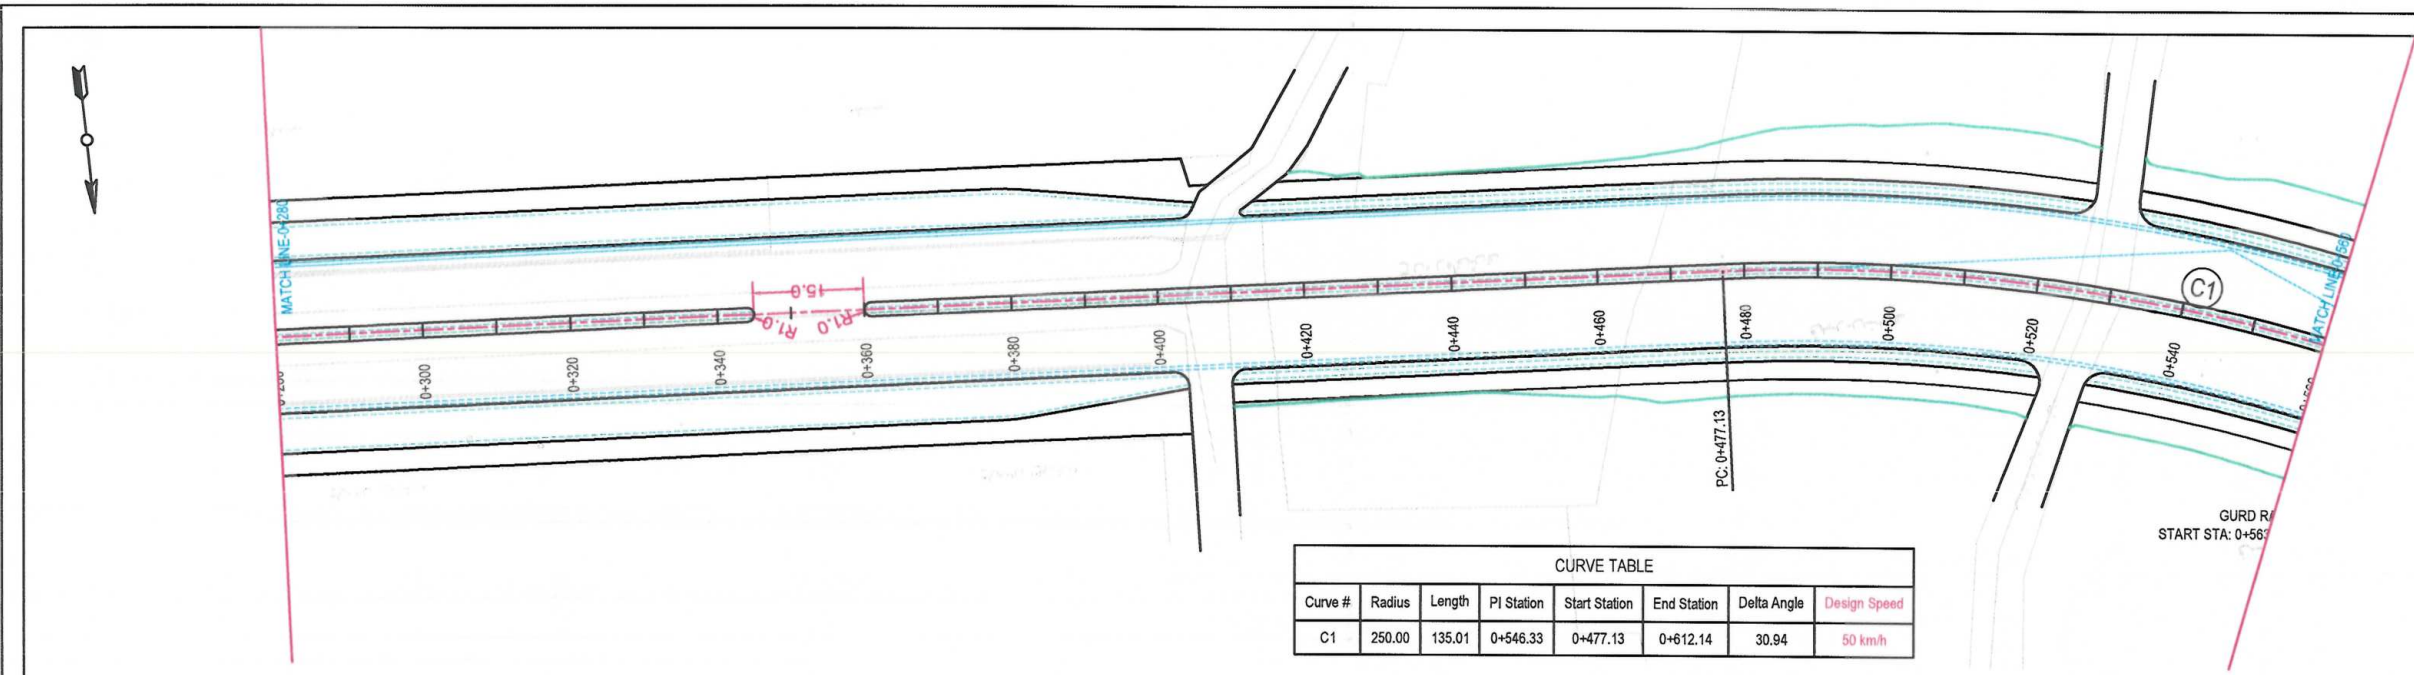 MATCH LINE-0+280
15.0
R1.0
R1.0
0+300
0+320
0+340
0+360
0+380
0+400
0+420
0+440
0+460
0+480
0+500
0+520
0+540
C1
MATCH LINE-0+560
PC: 0+477.13
GURD
START STA: 0+563
CURVE TABLE
Curve # Radius Length PI Station Start Station End Station Delta Angle Design Speed
C1 250.00 135.01 0+546.33 0+477.13 0+612.14 30.94 50 km/h